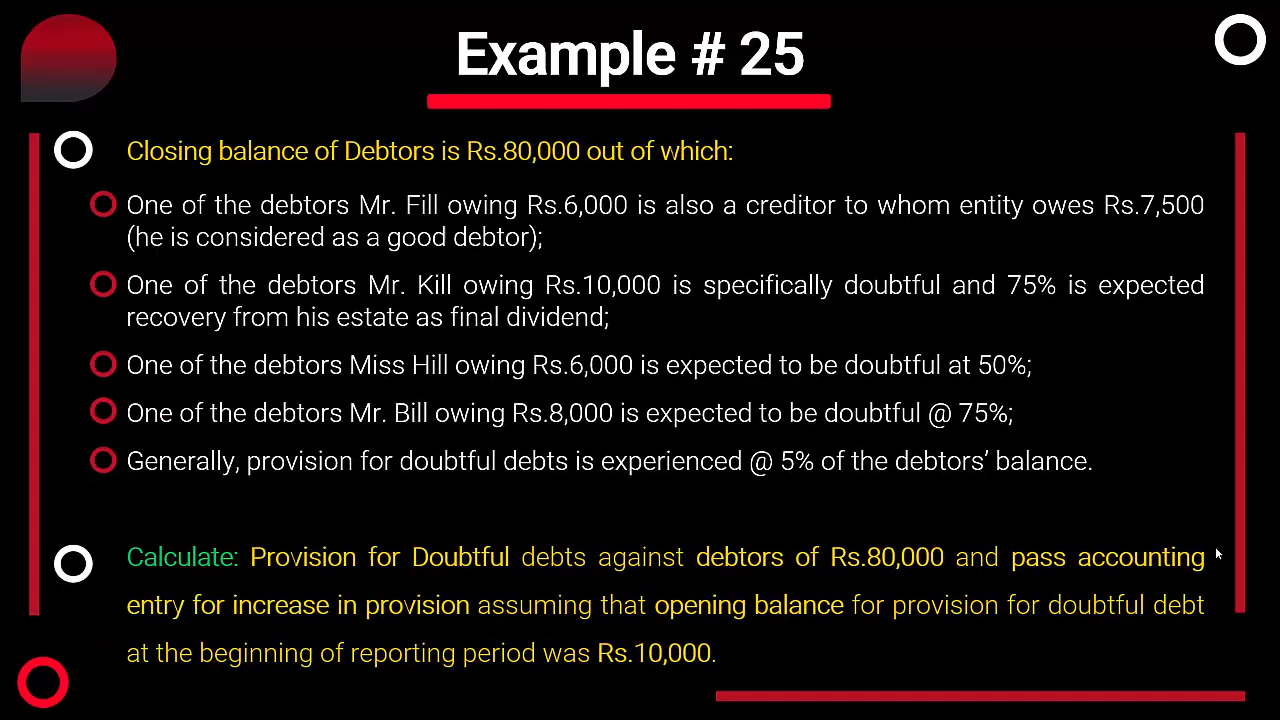 Example # 25
Closing balance of Debtors is Rs.80,000 out of which:
One of the debtors Mr. Fill owing Rs.6,000 is also a creditor to whom entity owes Rs.7,500
(he is considered as a good debtor);
One of the debtors Mr. Kill owing Rs.10,000 is specifically doubtful and 75% is expected
recovery from his estate as final dividend;
One of the debtors Miss Hill owing Rs.6,000 is expected to be doubtful at 50%;
One of the debtors Mr. Bill owing Rs.8,000 is expected to be doubtful @ 75%;
Generally, provision for doubtful debts is experienced @ 5% of the debtors’ balance.
Calculate: Provision for Doubtful debts against debtors of Rs.80,000 and pass accounting
entry for increase in provision assuming that opening balance for provision for doubtful debt
at the beginning of reporting period was Rs.10,000.